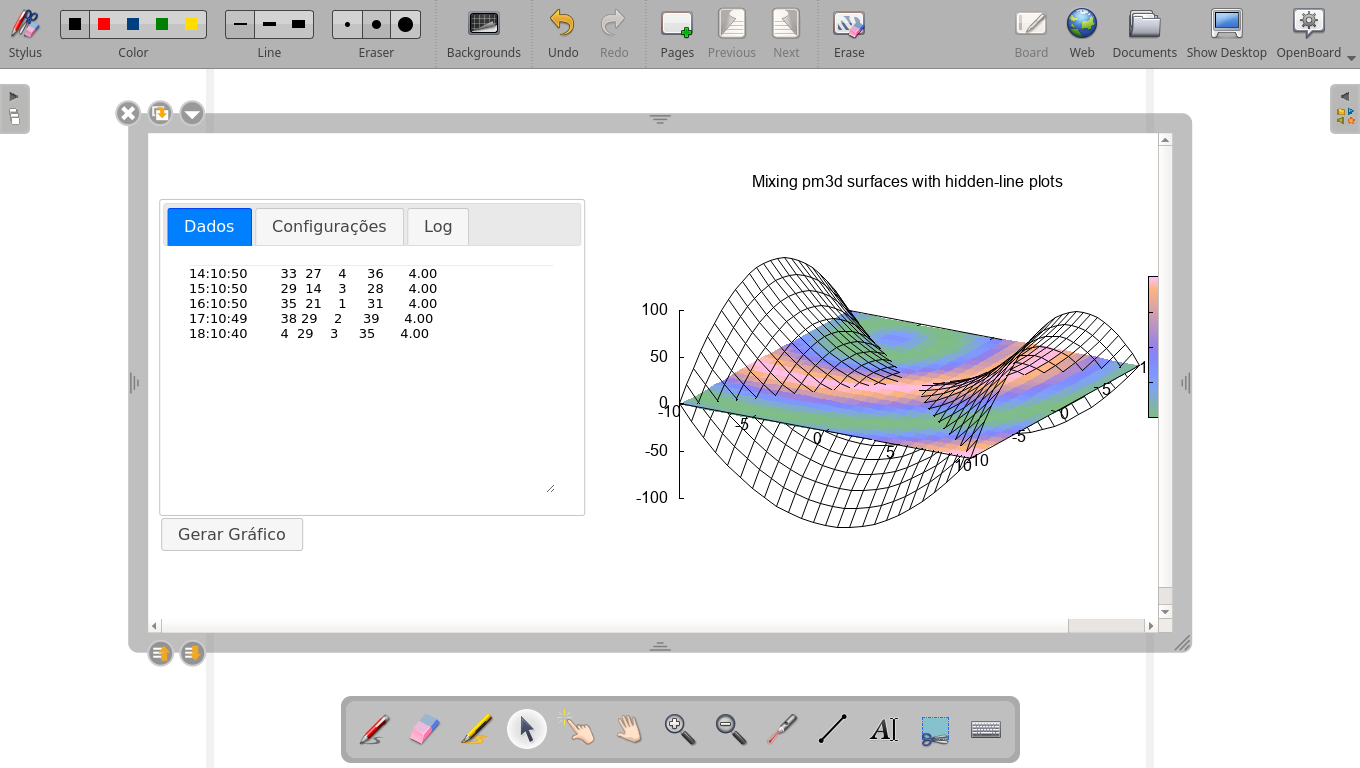 Stylus Color Line Eraser Backgrounds Undo Redo Pages Previous Next Erase Board Web Documents Show Desktop OpenBoard
Mixing pm3d surfaces with hidden-line plots
Dados Configurações Log
14:10:50 33 27 4 36 4.00
15:10:50 29 14 3 28 4.00
16:10:50 35 21 1 31 4.00
17:10:49 38 29 2 39 4.00
18:10:40 4 29 3 35 4.00
Gerar Gráfico
100
50
0
-50
-100
-10
-5
0
5
10
-10
-5
0
5
1
AI